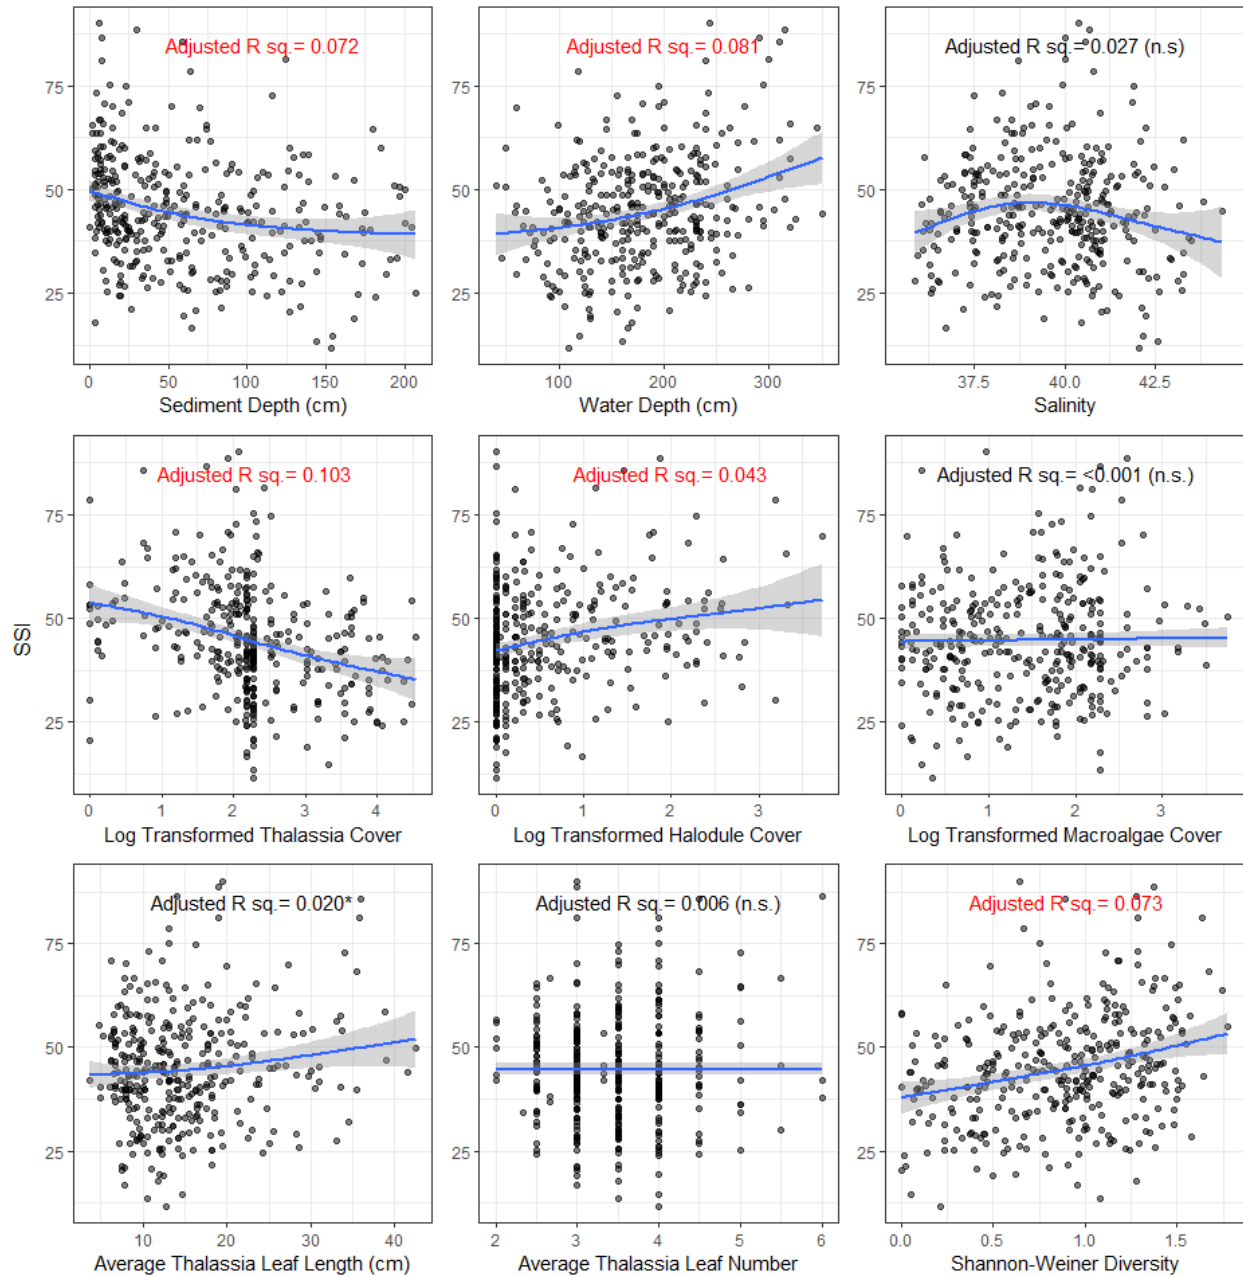 Adjusted R sq.= 0.072
Adjusted R sq.= 0.081
Adjusted R sq.= 0.027 (n.s)
75
50
25
75
50
25
75
50
25
0 50 100 150 200
100 200 300
37.5 40.0 42.5
Sediment Depth (cm)
Water Depth (cm)
Salinity
Adjusted R sq.= 0.103
Adjusted R sq.= 0.043
Adjusted R sq.= <0.001 (n.s.)
SSI
75
50
25
75
50
25
75
50
25
0 1 2 3 4
0 1 2 3
0 1 2 3
Log Transformed Thalassia Cover
Log Transformed Halodule Cover
Log Transformed Macroalgae Cover
Adjusted R sq.= 0.020*
Adjusted R sq.= 0.006 (n.s.)
Adjusted R sq.= 0.073
75
50
25
75
50
25
75
50
25
10 20 30 40
2 3 4 5 6
0.0 0.5 1.0 1.5
Average Thalassia Leaf Length (cm)
Average Thalassia Leaf Number
Shannon-Weiner Diversity